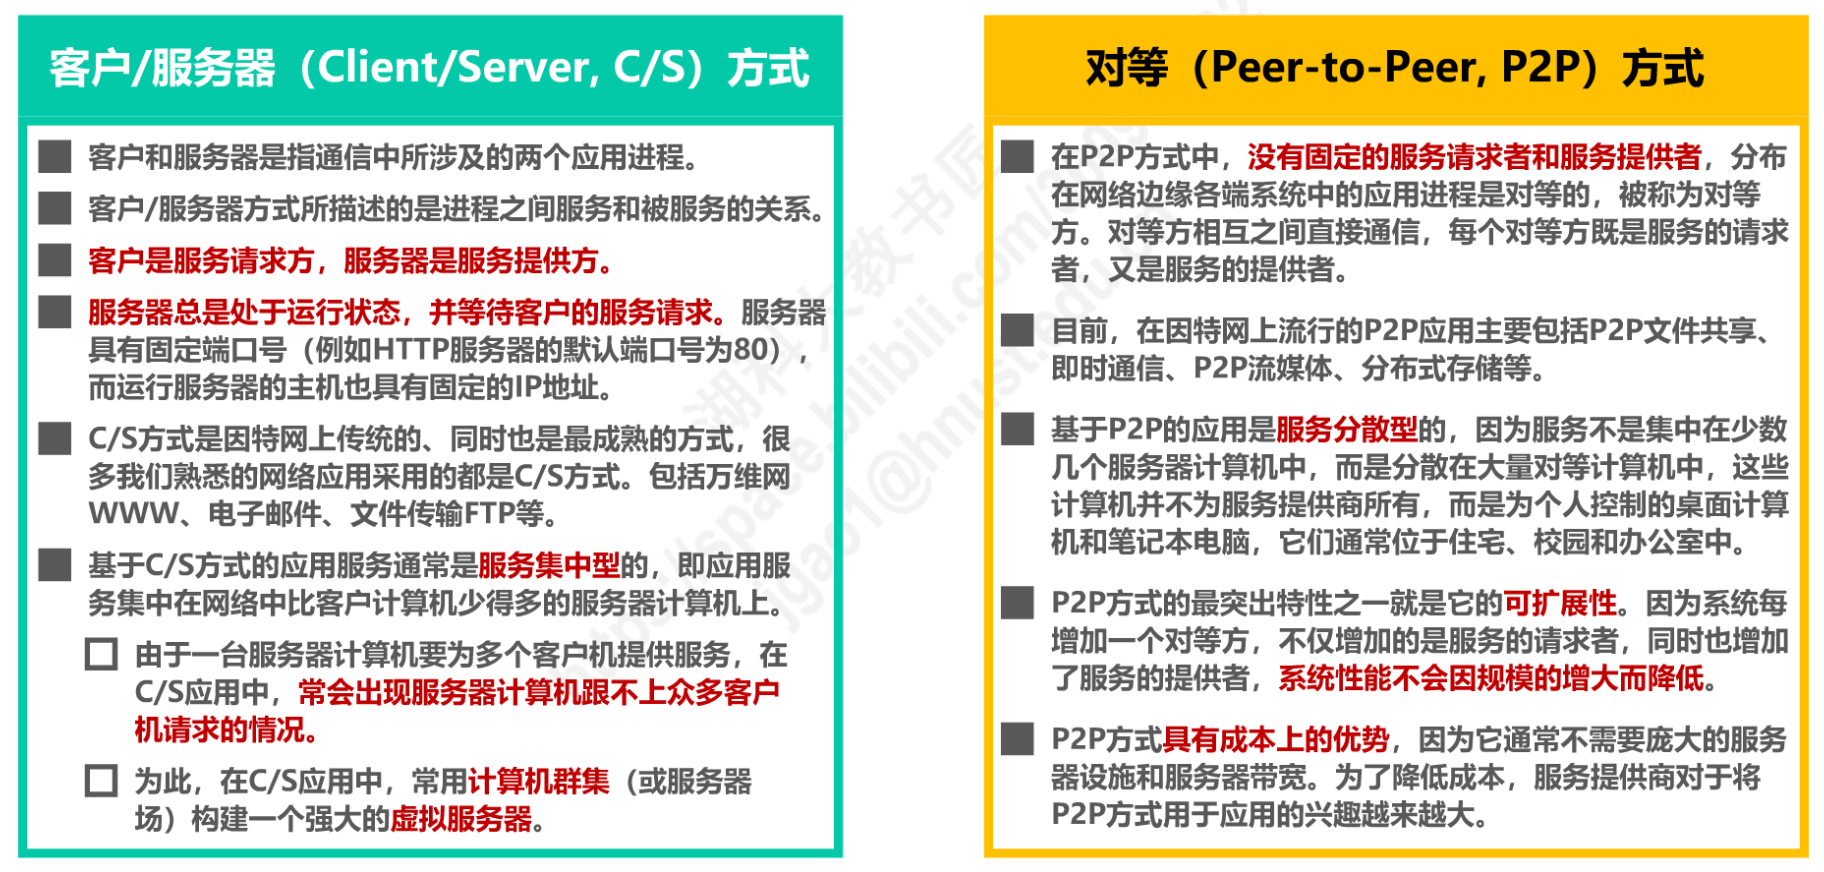 客户/服务器（Client/Server, C/S）方式
客户和服务器是指通信中所涉及的两个应用进程。
客户/服务器方式所描述的是进程之间服务和被服务的关系。
客户是服务请求方，服务器是服务提供方。
服务器总是处于运行状态，并等待客户的服务请求。服务器
具有固定端口号（例如HTTP服务器的默认端口号为80），
而运行服务器的主机也具有固定的IP地址。
C/S方式是因特网上传统的、同时也是最成熟的方式，很
多我们熟悉的网络应用采用的都是C/S方式。包括万维网
WWW、电子邮件、文件传输FTP等。
基于C/S方式的应用服务通常是服务集中型的，即应用服
务集中在网络中比客户计算机少得多的服务器计算机上。
由于一台服务器计算机要为多个客户机提供服务，在
C/S应用中，常会出现服务器计算机跟不上众多客户
机请求的情况。
为此，在C/S应用中，常用计算机群集（或服务器
场）构建一个强大的虚拟服务器。
对等（Peer-to-Peer, P2P）方式
在P2P方式中，没有固定的服务请求者和服务提供者，分布
在网络边缘各端系统中的应用进程是对等的，被称为对等
方。对等方相互之间直接通信，每个对等方既是服务的请求
者，又是服务的提供者。
目前，在因特网上流行的P2P应用主要包括P2P文件共享、
即时通信、P2P流媒体、分布式存储等。
基于P2P的应用是服务分散型的，因为服务不是集中在少数
几个服务器计算机中，而是分散在大量对等计算机中，这些
计算机并不为服务提供商所有，而是为个人控制的桌面计算
机和笔记本电脑，它们通常位于住宅、校园和办公室中。
P2P方式的最突出特性之一就是它的可扩展性。因为系统每
增加一个对等方，不仅增加的是服务的请求者，同时也增加
了服务的提供者，系统性能不会因规模的增大而降低。
P2P方式具有成本上的优势，因为它通常不需要庞大的服务
器设施和服务器带宽。为了降低成本，服务提供商对于将
P2P方式用于应用的兴趣越来越大。
湖科大教书匠